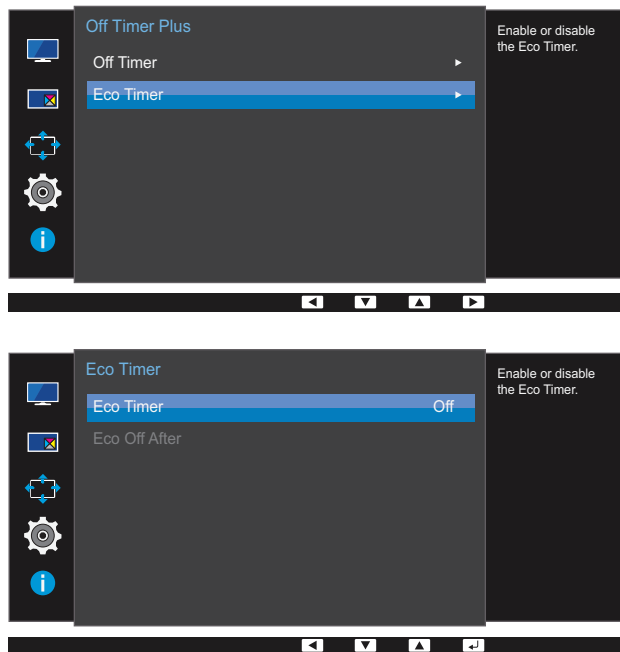 Off Timer Plus
Off Timer
Eco Timer
Enable or disable
the Eco Timer.
Eco Timer
Eco Timer Off
Eco Off After
Enable or disable
the Eco Timer.